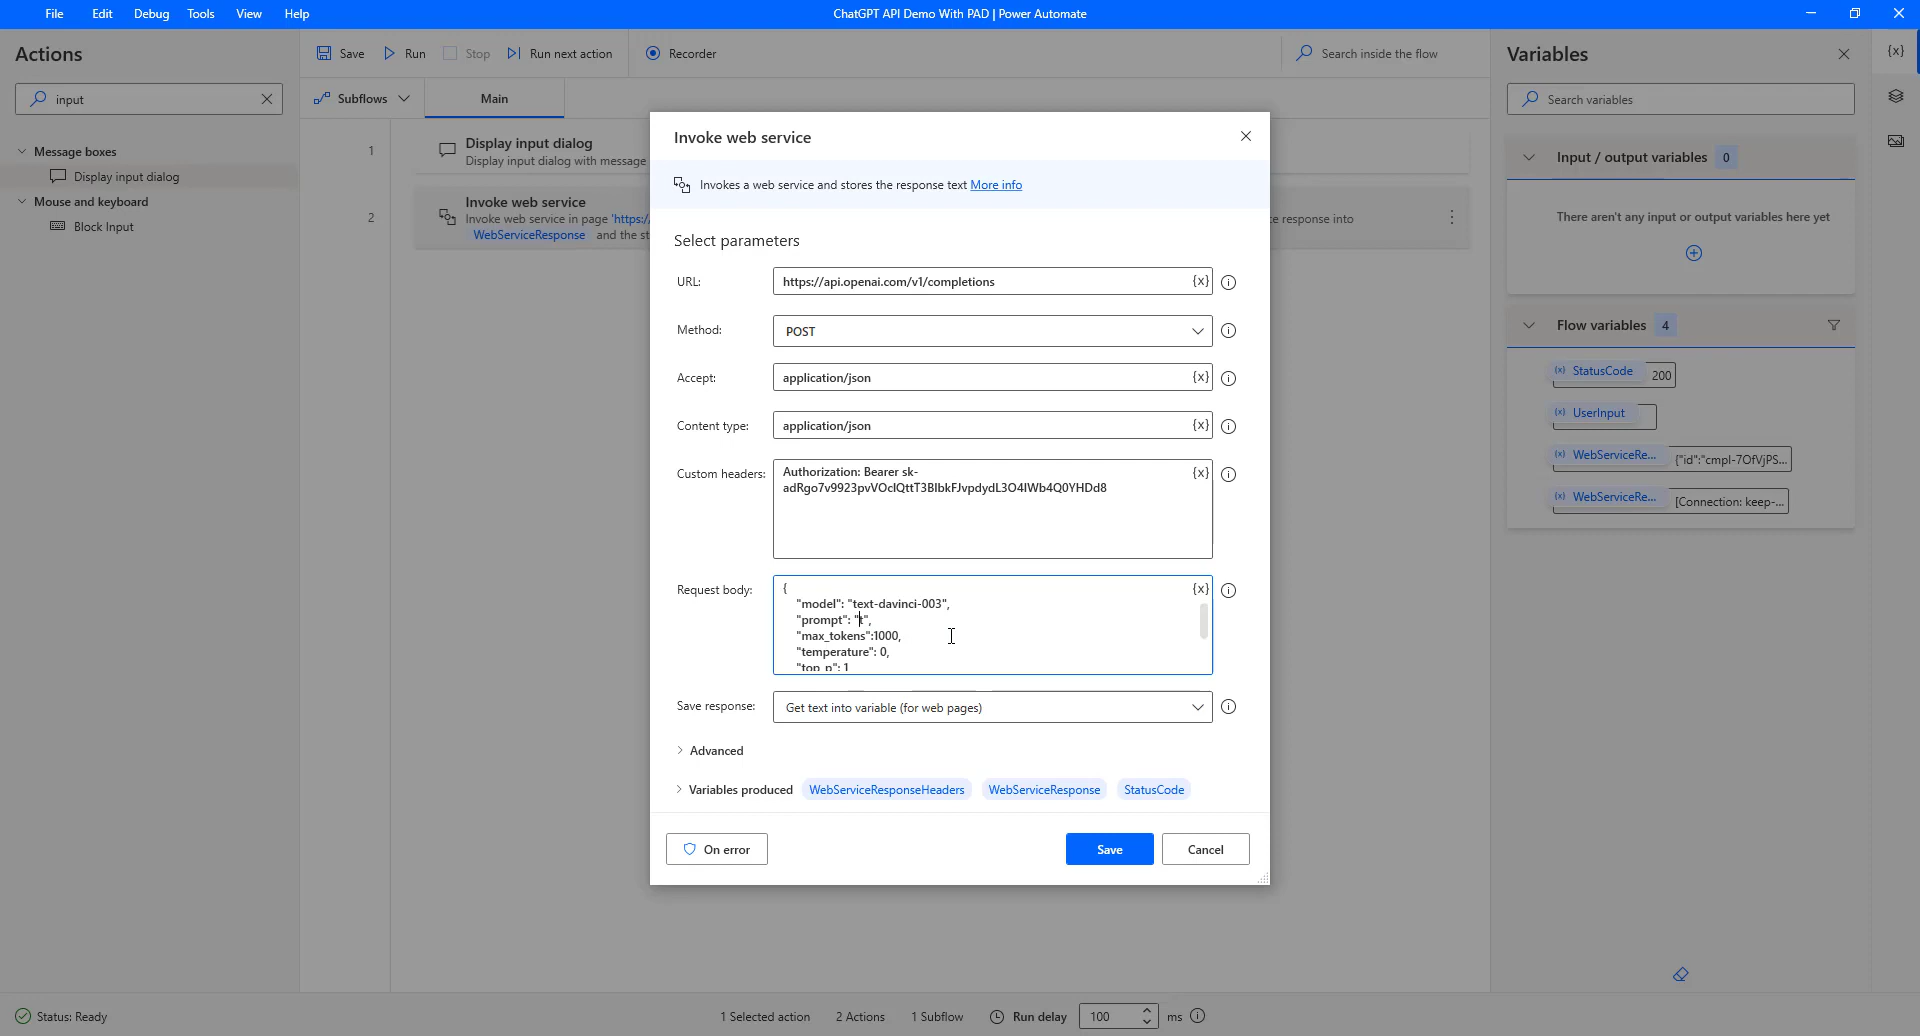 File Edit Debug Tools View Help
ChatGPT API Demo With PAD | Power Automate
Actions
input
Message boxes
Display input dialog
Mouse and keyboard
Block Input
Save Run Stop Run next action Recorder
Search inside the flow
Subflows Main
1
Display input dialog
Display input dialog with message
2
Invoke web service
Invoke web service in page 'https:/
e response into
WebServiceResponse and the st
Invoke web service
Invokes a web service and stores the response text More info
Select parameters
URL: https://api.openai.com/v1/completions {x}
Method: POST
Accept: application/json {x}
Content type: application/json {x}
Custom headers: Authorization: Bearer sk- {x}
adRgo7v9923pvVOcIQttT3BIbkFJvpdydL3O4IWb4Q0YHDd8
Request body: { {x}
"model": "text-davinci-003",
"prompt": "t",
"max_tokens":1000,
"temperature": 0,
"top_p": 1
Save response: Get text into variable (for web pages)
Advanced
Variables produced WebServiceResponseHeaders WebServiceResponse StatusCode
On error Save Cancel
Variables
{x}
Search variables
Input / output variables 0
There aren't any input or output variables here yet
Flow variables 4
(x) StatusCode 200
(x) UserInput
(x) WebServiceRe... {"id":"cmpl-7OfVjPS...
(x) WebServiceRe... [Connection: keep-...
Status: Ready
1 Selected action 2 Actions 1 Subflow Run delay 100 ms